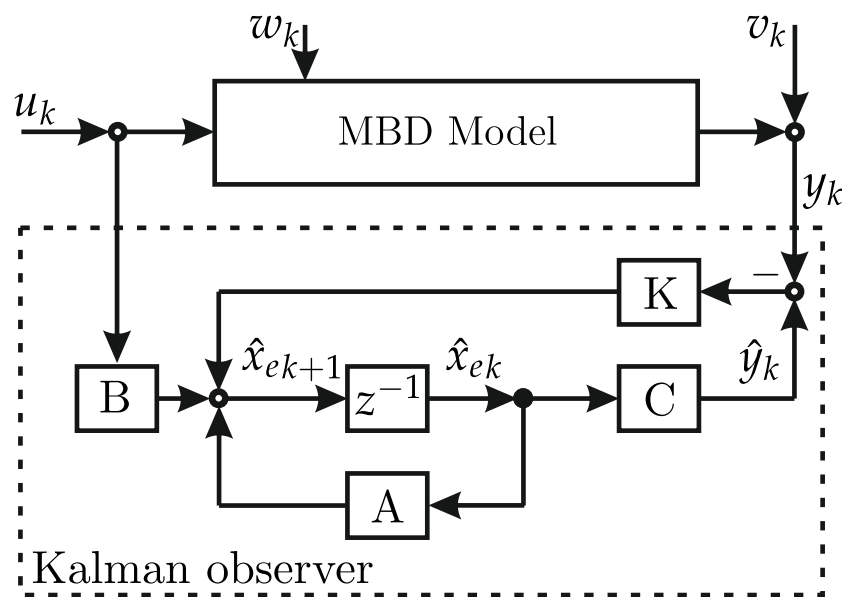 w_k
v_k
u_k
MBD Model
y_k
K
−
x̂_{ek+1}
x̂_{ek}
ŷ_k
B
z^{-1}
C
A
Kalman observer